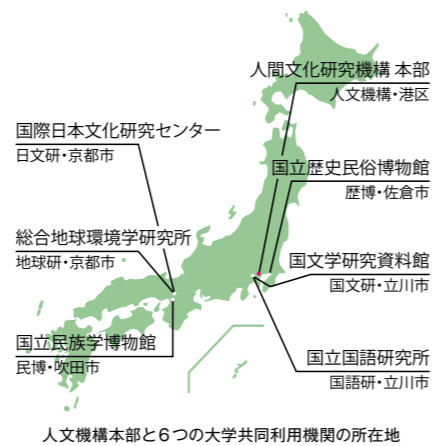 人間文化研究機構 本部
人文機構・港区
国際日本文化研究センター
日文研・京都市
国立歴史民俗博物館
歴博・佐倉市
総合地球環境学研究所
地球研・京都市
国文学研究資料館
国文研・立川市
国立民族学博物館
民博・吹田市
国立国語研究所
国語研・立川市
人文機構本部と6つの大学共同利用機関の所在地